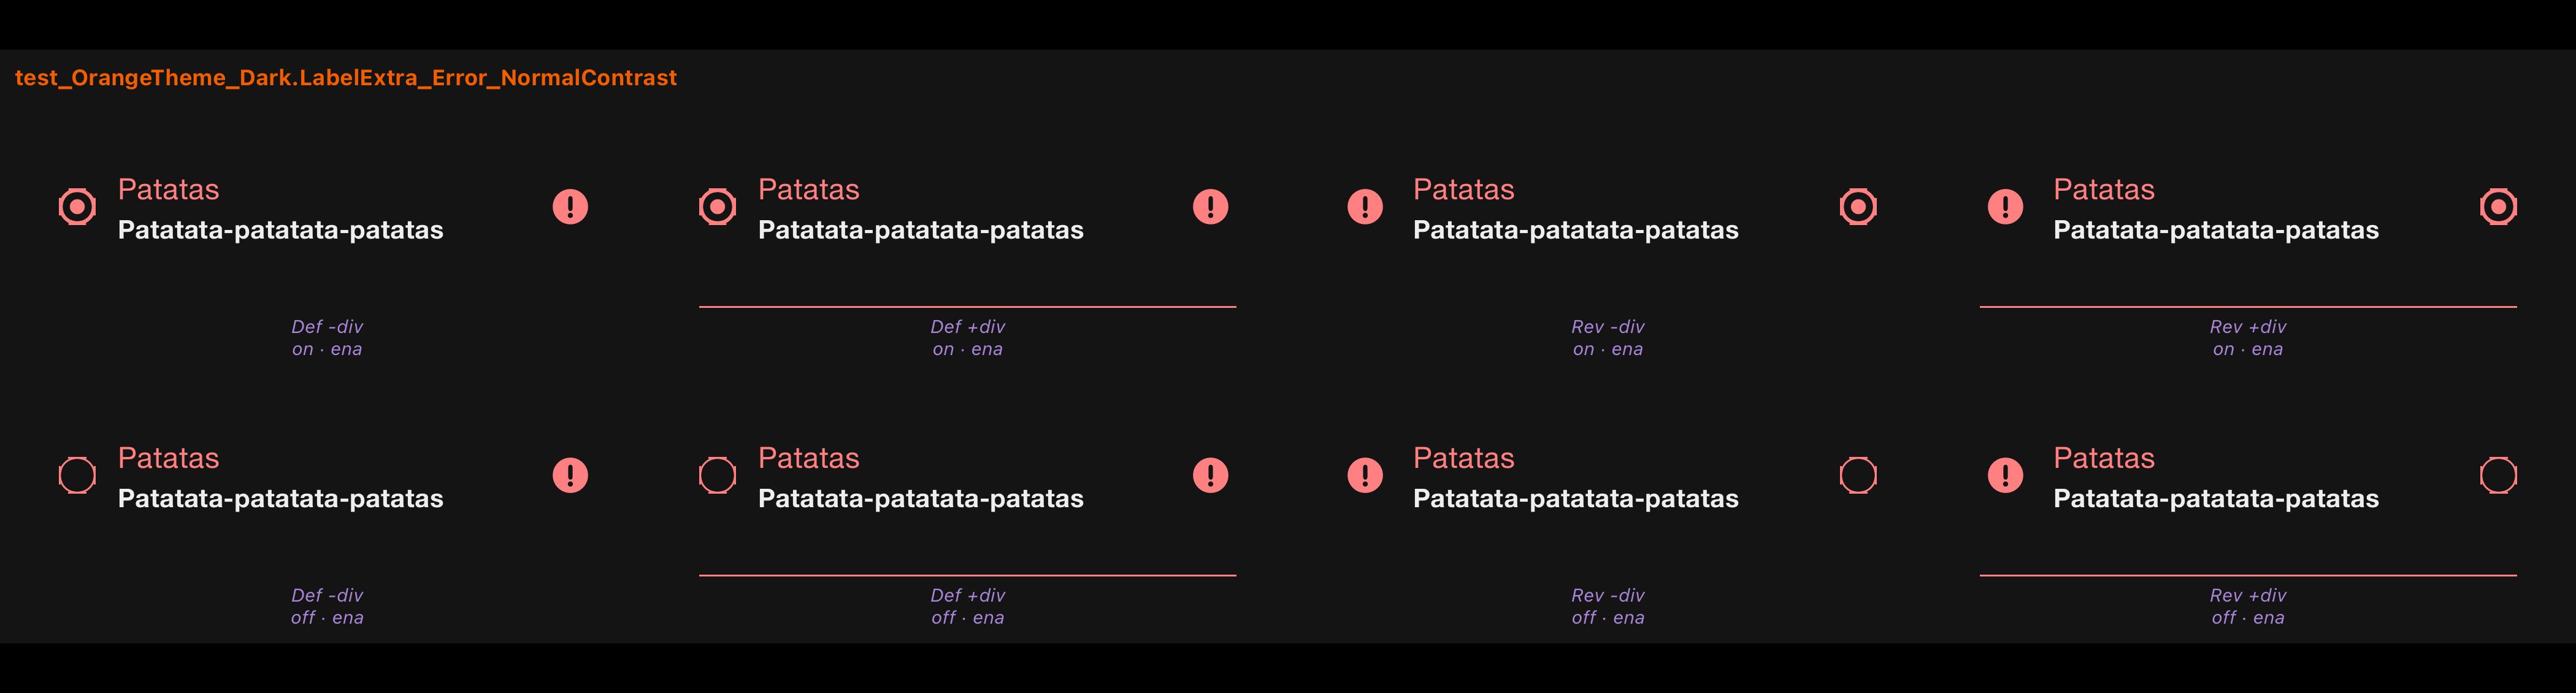 test_OrangeTheme_Dark.LabelExtra_Error_NormalContrast
Patatas
Patatata-patatata-patatas
Def -div
on · ena
Patatas
Patatata-patatata-patatas
Def +div
on · ena
Patatas
Patatata-patatata-patatas
Rev -div
on · ena
Patatas
Patatata-patatata-patatas
Rev +div
on · ena
Patatas
Patatata-patatata-patatas
Def -div
off · ena
Patatas
Patatata-patatata-patatas
Def +div
off · ena
Patatas
Patatata-patatata-patatas
Rev -div
off · ena
Patatas
Patatata-patatata-patatas
Rev +div
off · ena